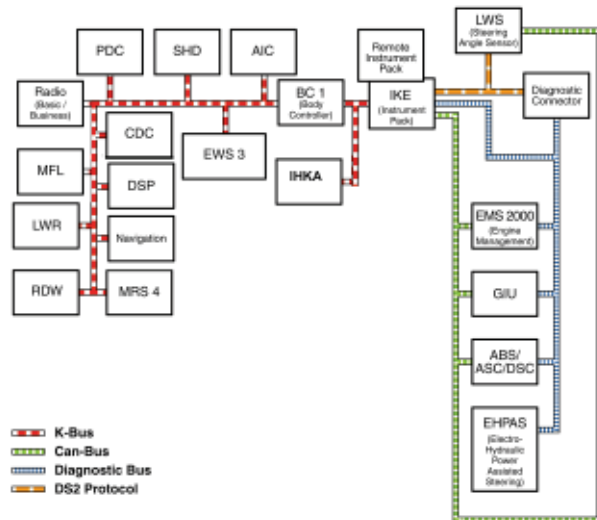 LWS
(Steering
Angle Sensor)
PDC
SHD
AIC
Remote
Instrument
Pack
Radio
(Basic /
Business)
BC 1
(Body
Controller)
IKE
(Instrument
Pack)
Diagnostic
Connector
CDC
EWS 3
IHKA
MFL
DSP
LWR
Navigation
EMS 2000
(Engine
Management)
RDW
MRS 4
GIU
ABS/
ASC/DSC
EHPAS
(Electro-
Hydraulic
Power
Assisted
Steering)
K-Bus
Can-Bus
Diagnostic Bus
DS2 Protocol